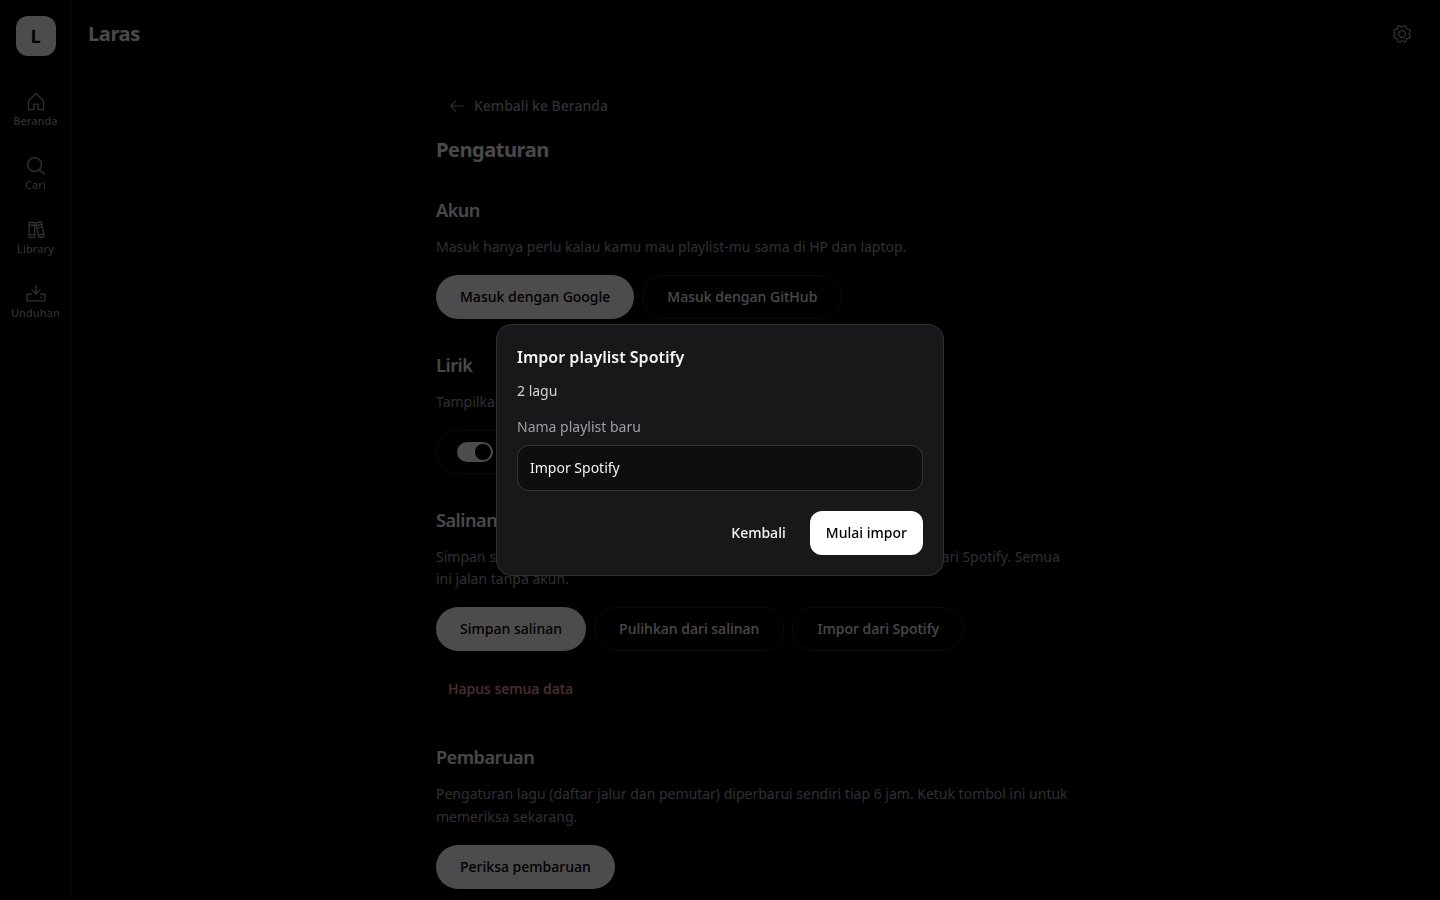 L
Laras
Beranda
Cari
Library
Unduhan
Kembali ke Beranda
Pengaturan
Akun
Masuk hanya perlu kalau kamu mau playlist-mu sama di HP dan laptop.
Masuk dengan Google
Masuk dengan GitHub
Lirik
Tampilka
Impor playlist Spotify
2 lagu
Nama playlist baru
Impor Spotify
Kembali
Mulai impor
Salinan
Simpan s
ari Spotify. Semua
ini jalan tanpa akun.
Simpan salinan
Pulihkan dari salinan
Impor dari Spotify
Hapus semua data
Pembaruan
Pengaturan lagu (daftar jalur dan pemutar) diperbarui sendiri tiap 6 jam. Ketuk tombol ini untuk
memeriksa sekarang.
Periksa pembaruan